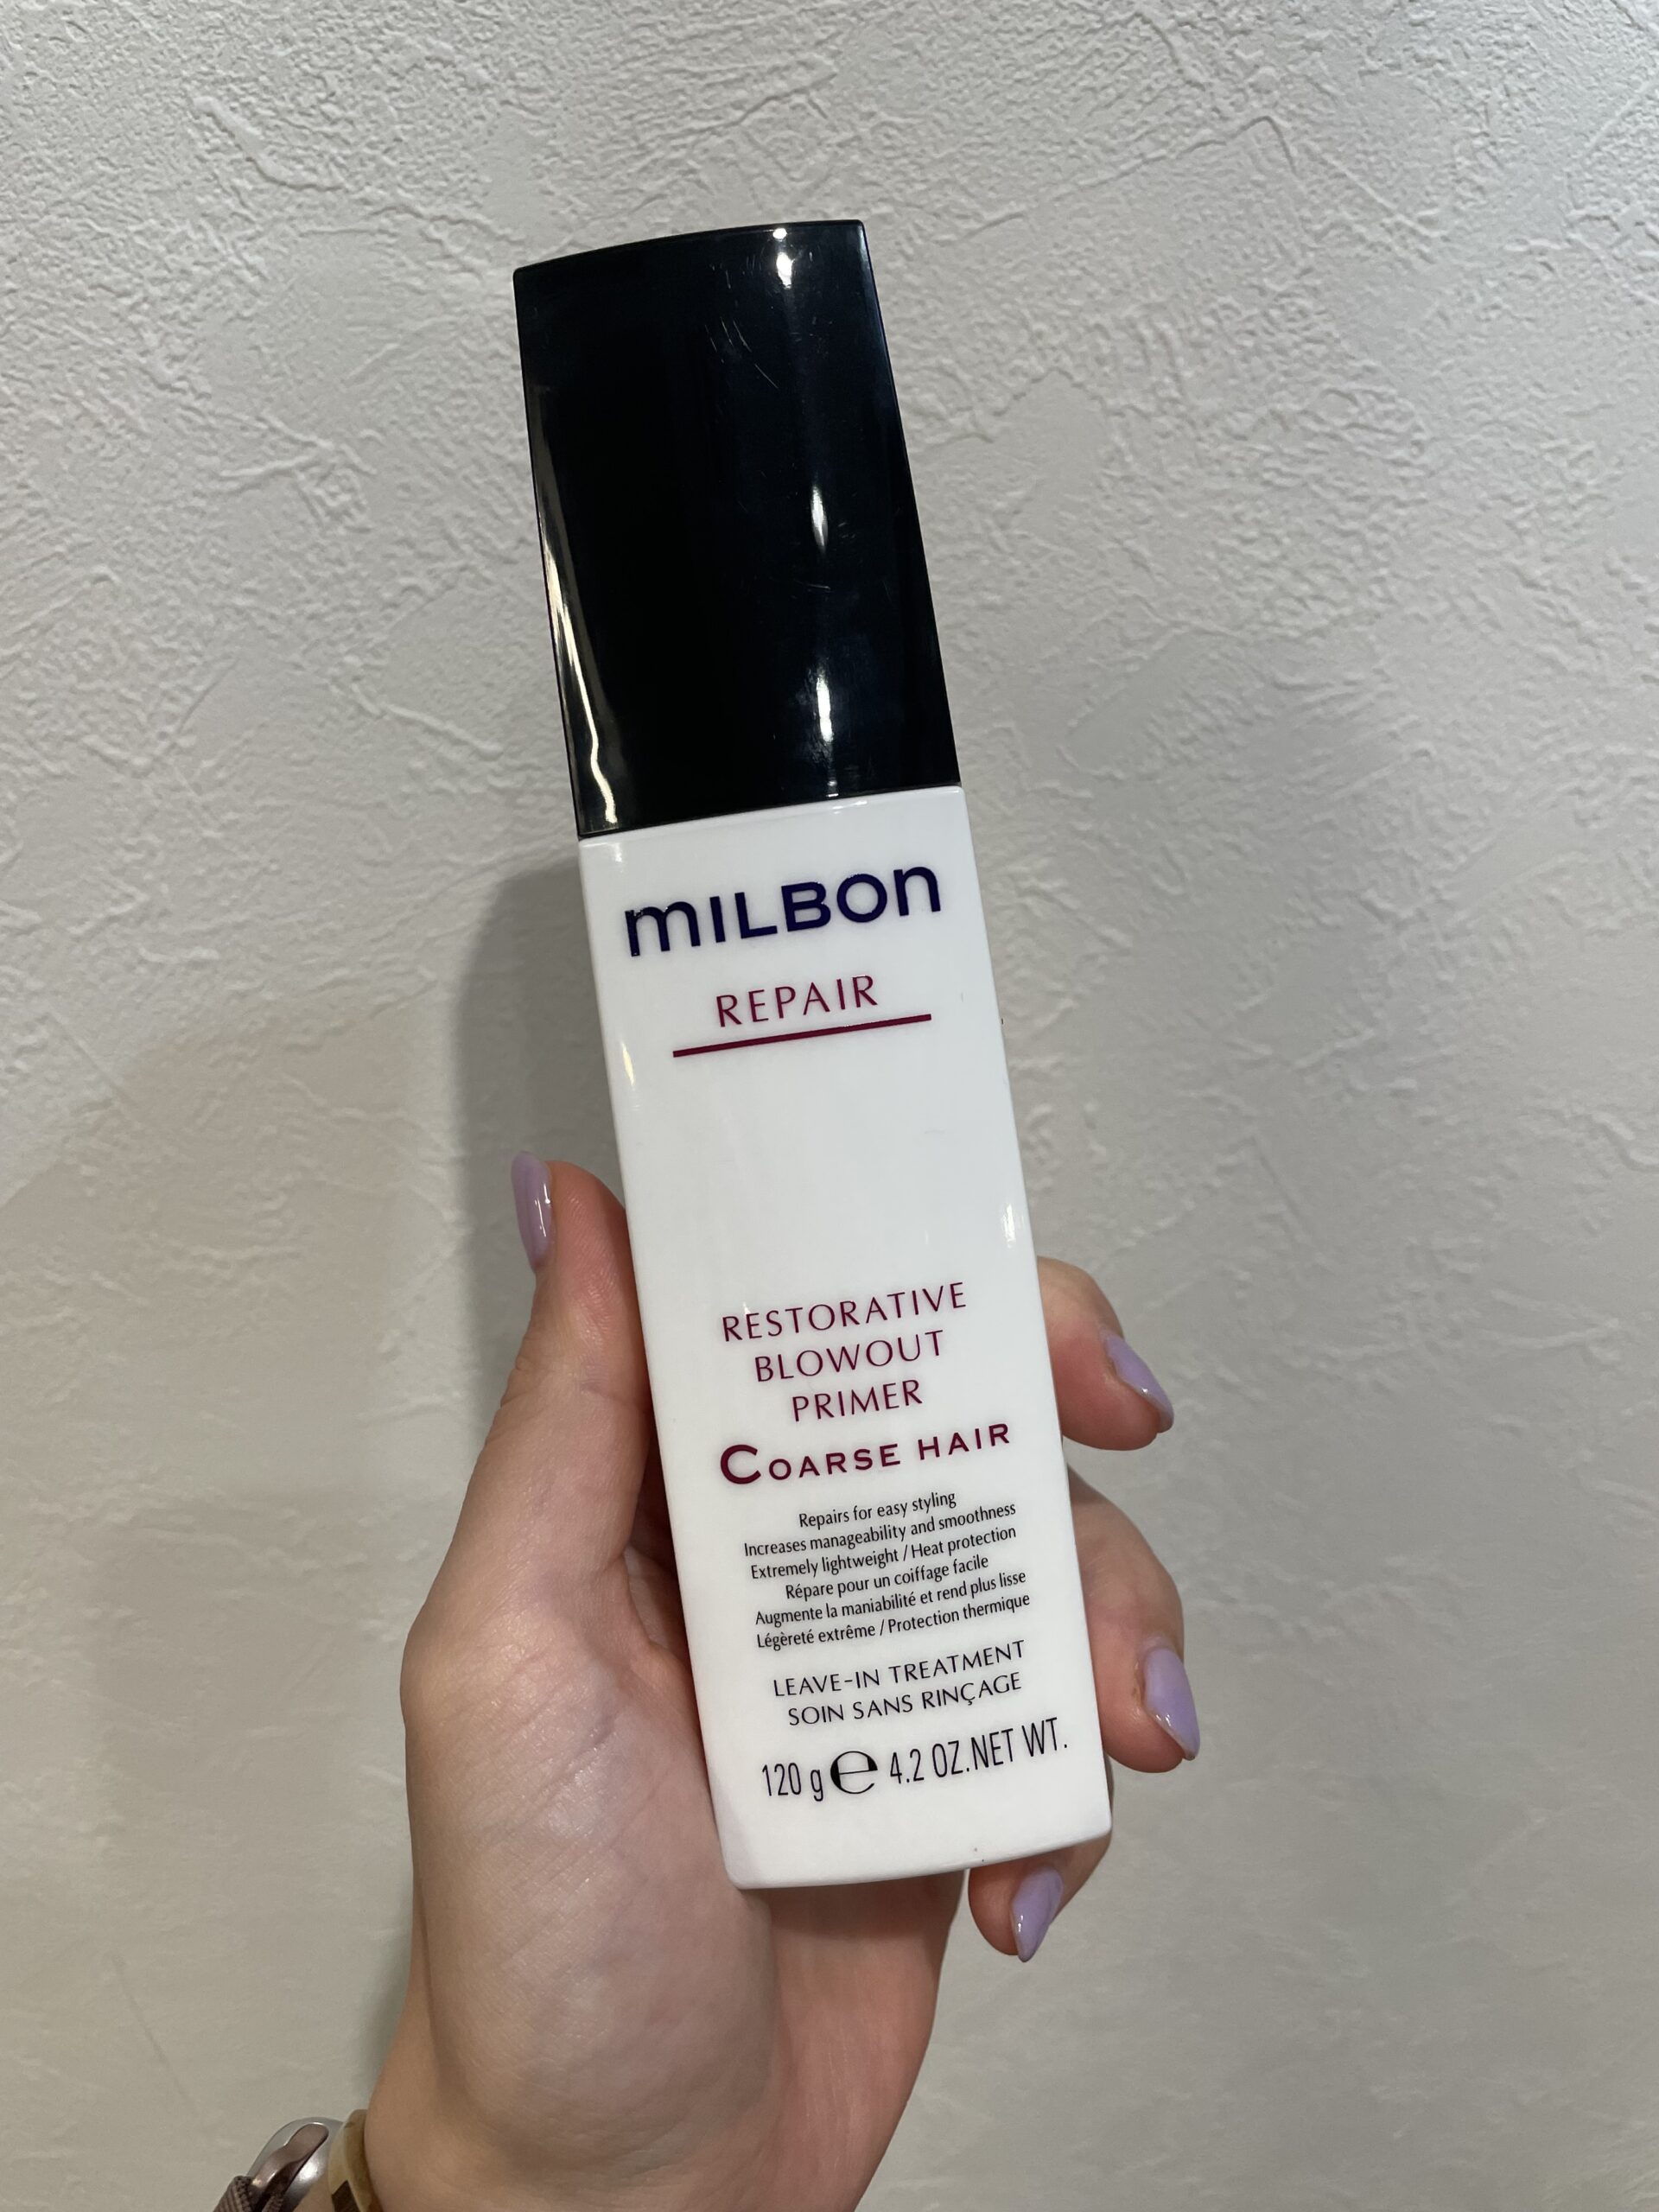 MILBON
REPAIR
RESTORATIVE
BLOWOUT
PRIMER
COARSE HAIR
Repairs for easy styling
Increases manageability and smoothness
Extremely lightweight / Heat protection
Répare pour un coiffage facile
Augmente la maniabilité et rend plus lisse
Légèreté extrême / Protection thermique
LEAVE-IN TREATMENT
SOIN SANS RINÇAGE
120 g ℮ 4.2 OZ.NET WT.